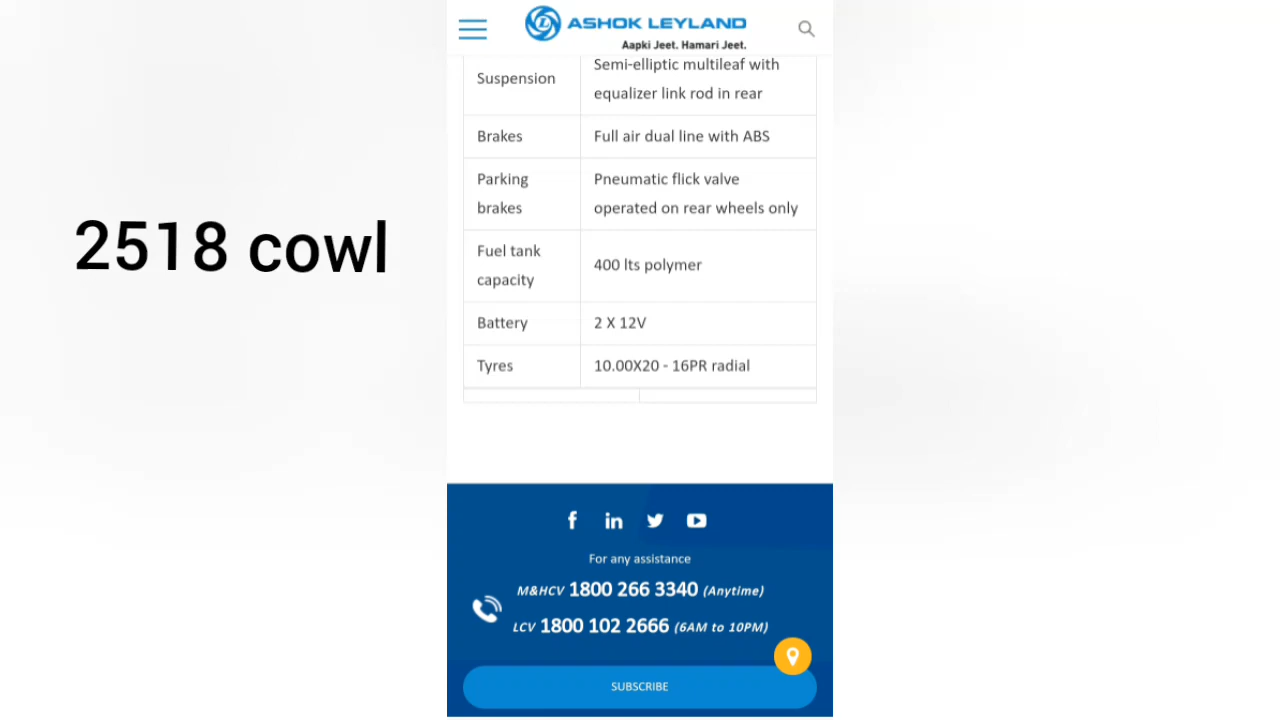 2518 cowl
ASHOK LEYLAND
Aapki Jeet. Hamari Jeet.
Suspension
Semi-elliptic multileaf with
equalizer link rod in rear
Brakes
Full air dual line with ABS
Parking
brakes
Pneumatic flick valve
operated on rear wheels only
Fuel tank
capacity
400 lts polymer
Battery
2 X 12V
Tyres
10.00X20 - 16PR radial
For any assistance
M&HCV 1800 266 3340 (Anytime)
LCV 1800 102 2666 (6AM to 10PM)
SUBSCRIBE